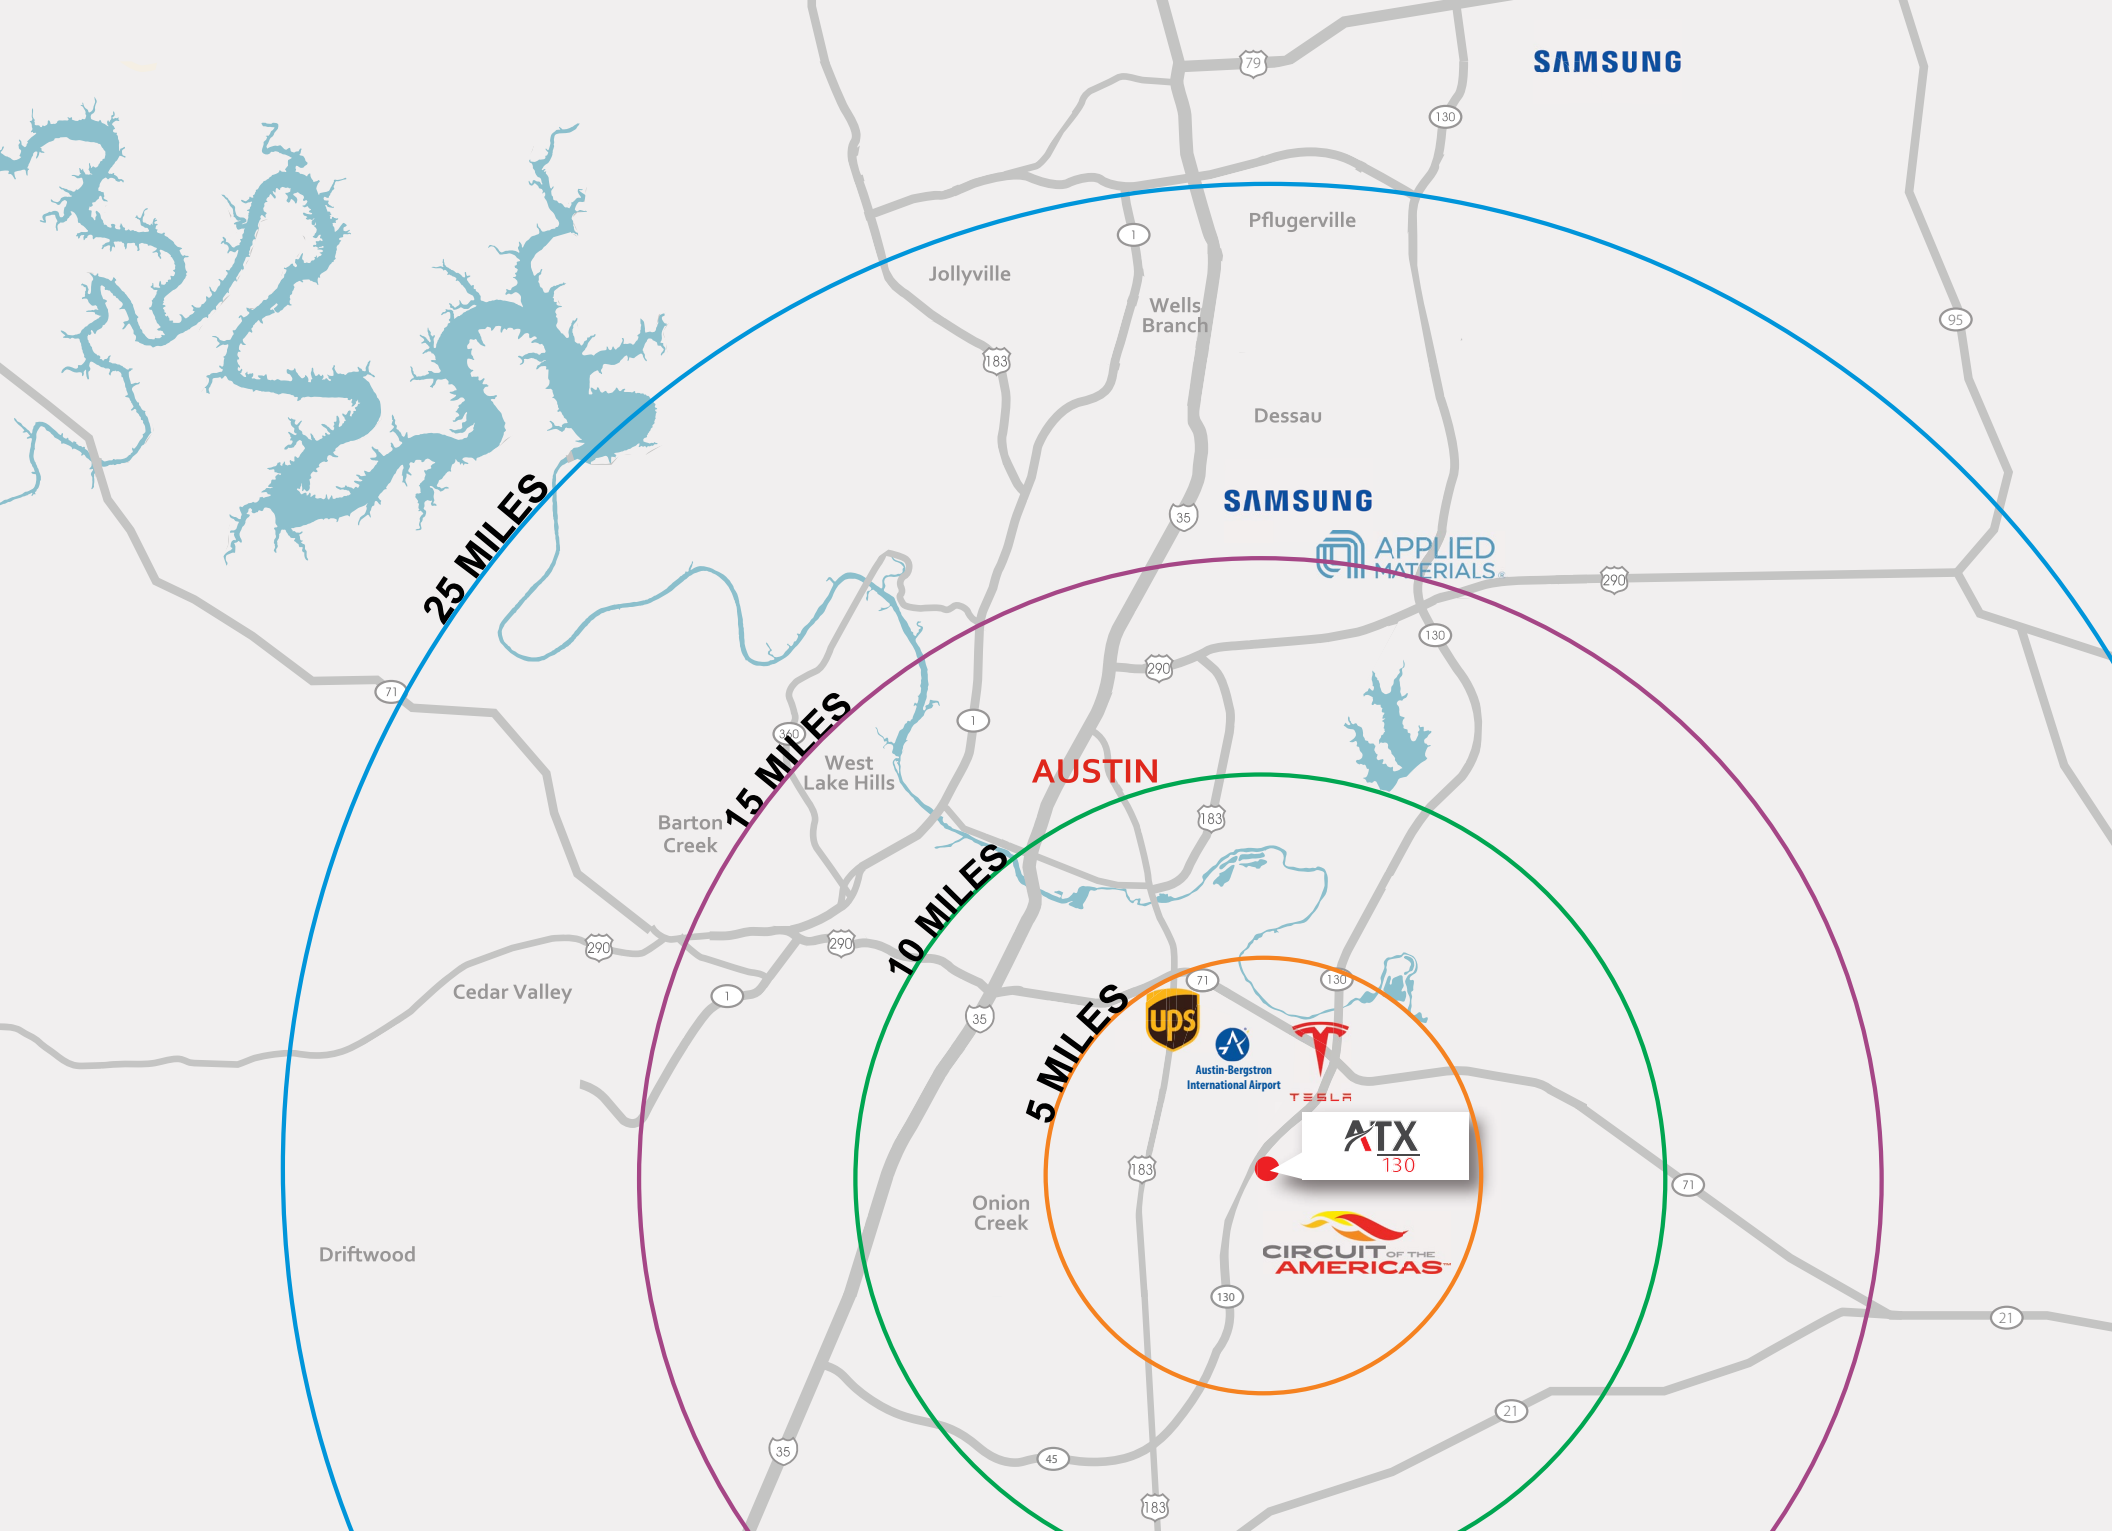 SAMSUNG
79
130
Pflugerville
1
Jollyville
Wells
Branch
95
183
Dessau
25 MILES
SAMSUNG
35
APPLIED
MATERIALS
290
130
290
71
15 MILES
360
1
West
Lake Hills
AUSTIN
183
Barton
Creek
10 MILES
290
290
Cedar Valley
1
35
5 MILES
71
130
ups
Austin-Bergstron
International Airport
TESLA
ATX
130
183
71
Onion
Creek
Driftwood
CIRCUIT OF THE
AMERICAS™
130
21
21
35
45
183